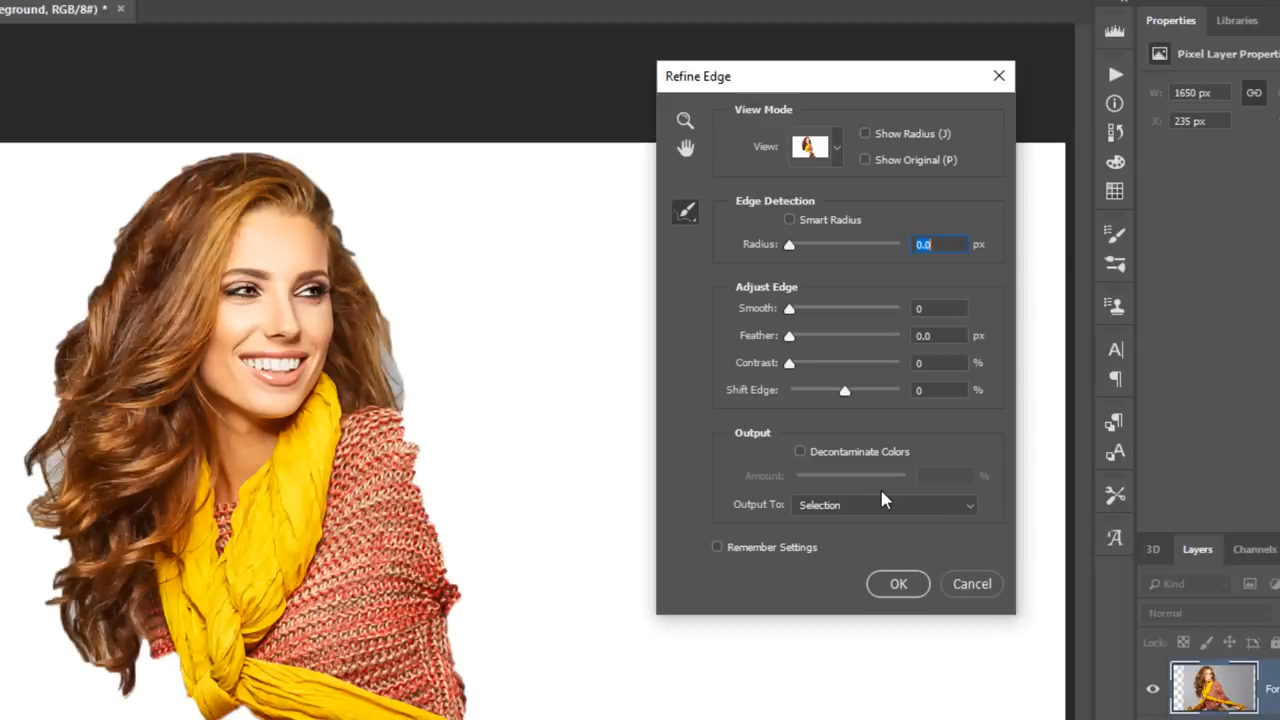 eground, RGB/8#) * ×
Properties Libraries
Pixel Layer Properti
W: 1650 px
X: 235 px
Refine Edge
View Mode
View:
Show Radius (J)
Show Original (P)
Edge Detection
Smart Radius
Radius: 0.0 px
Adjust Edge
Smooth: 0
Feather: 0.0 px
Contrast: 0 %
Shift Edge: 0 %
Output
Decontaminate Colors
Amount: %
Output To: Selection
Remember Settings
OK Cancel
3D Layers Channels
Kind
Normal
Lock:
For